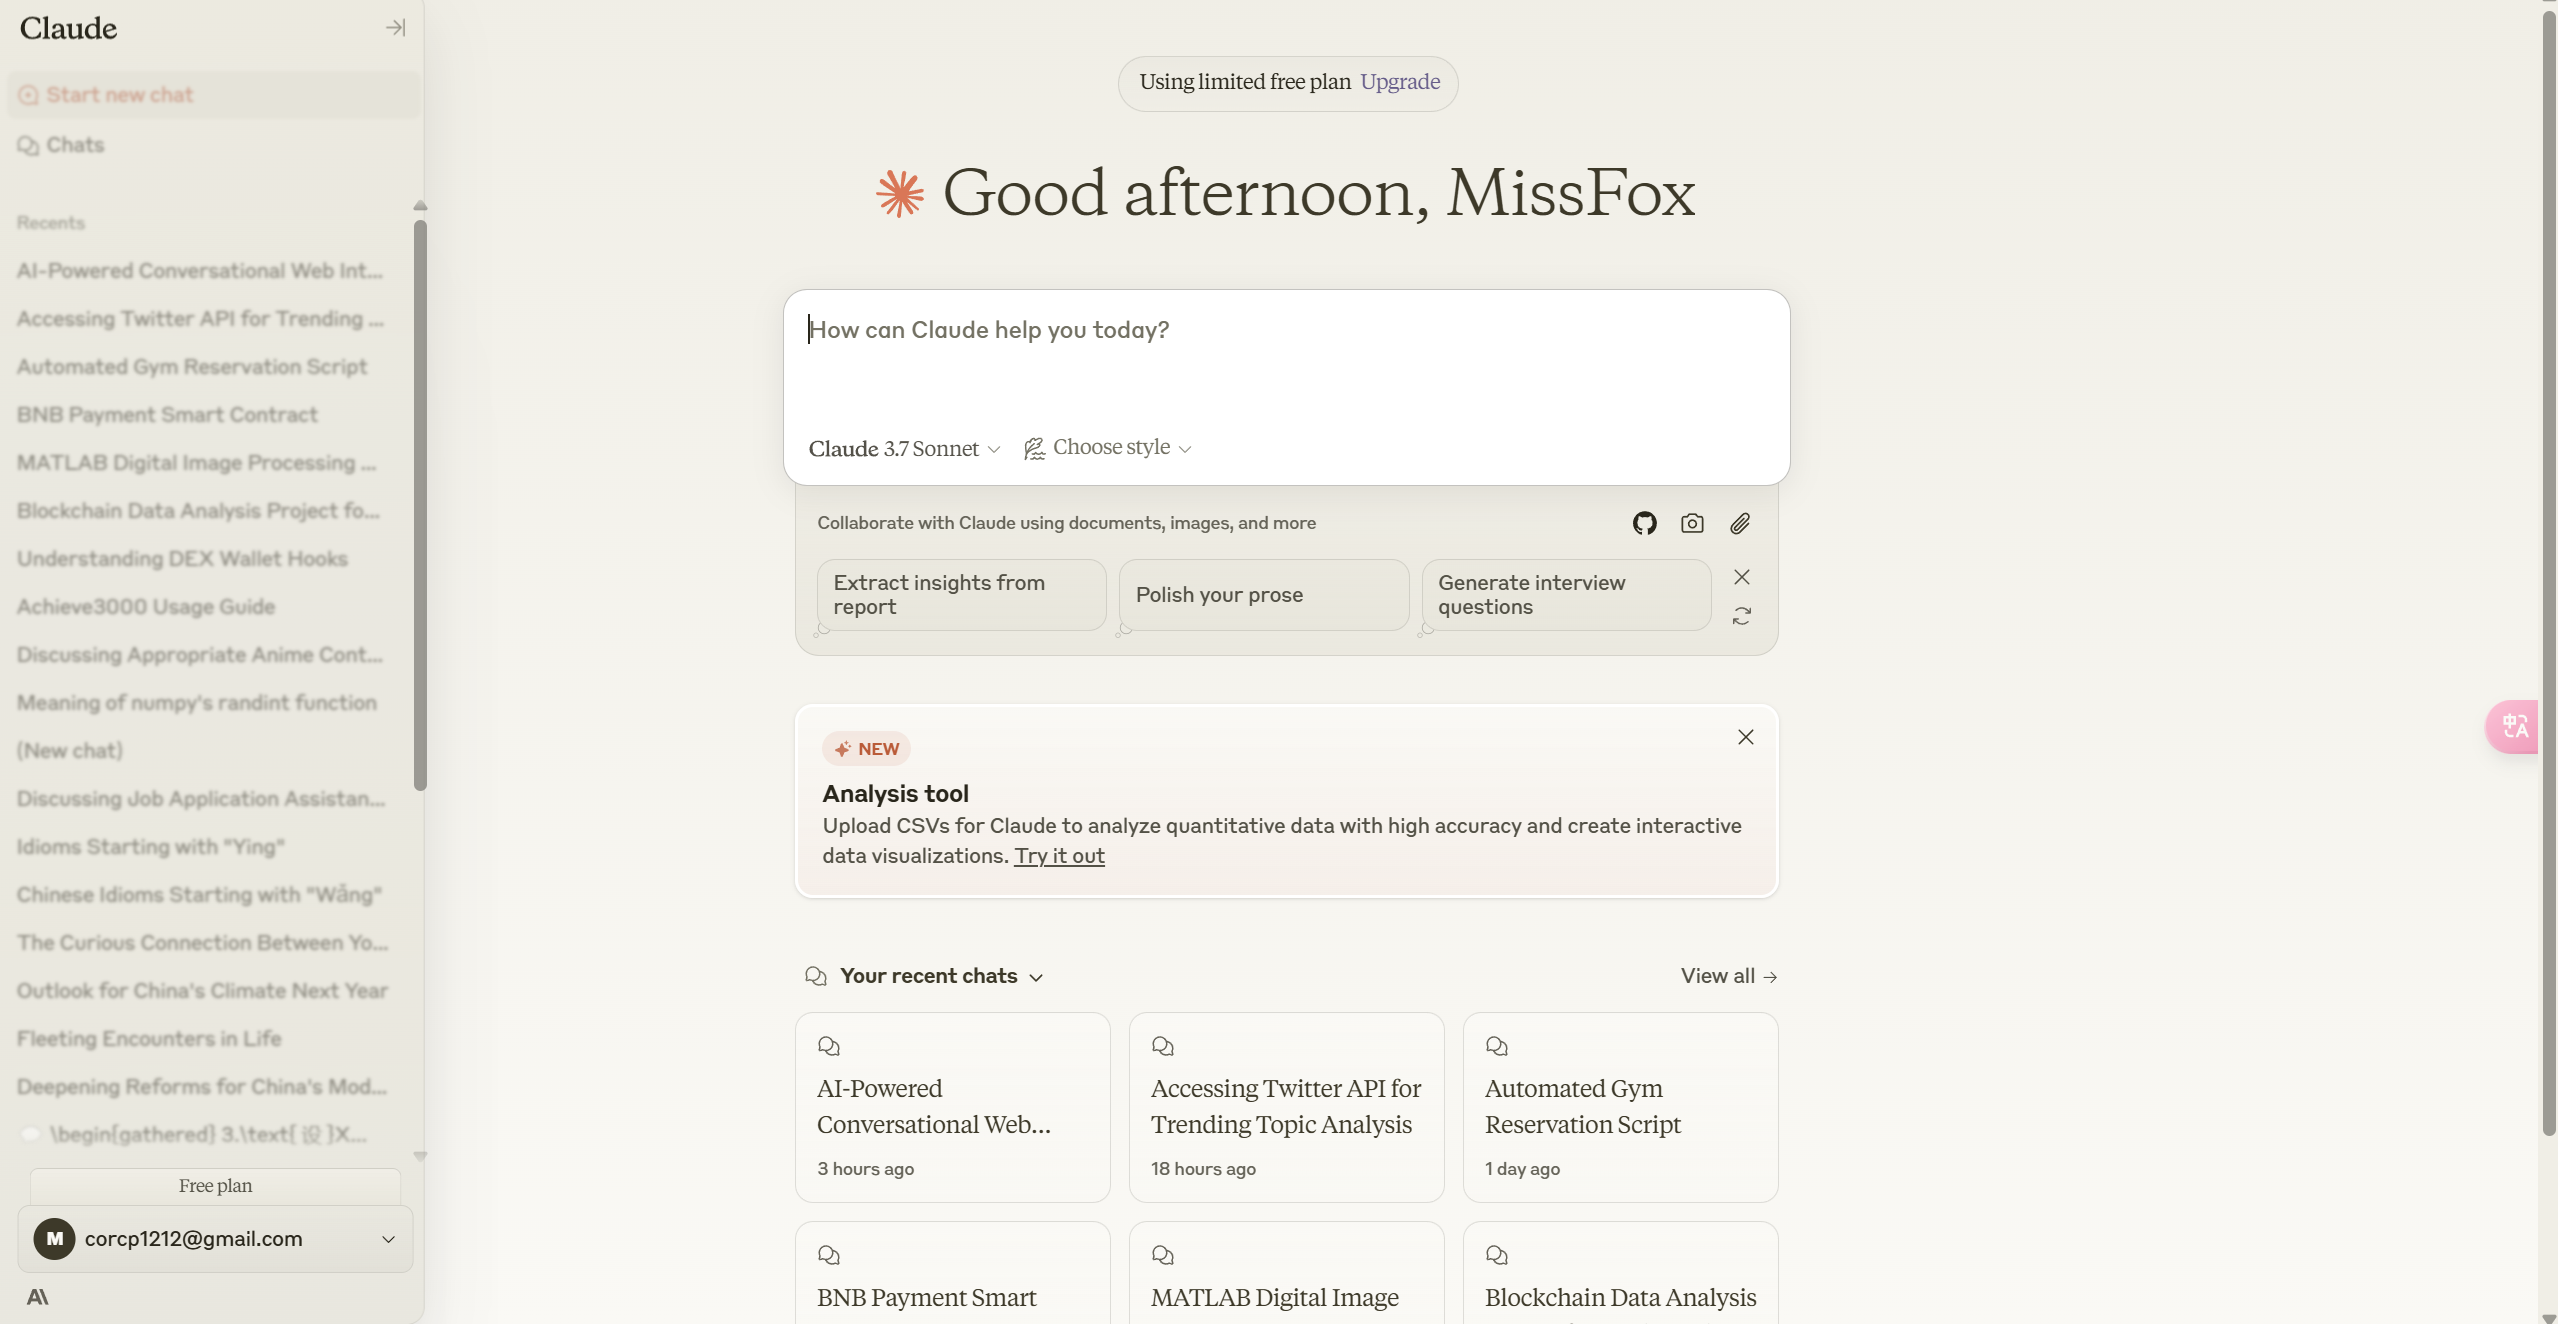 Claude
Start new chat
Chats
Recents
AI-Powered Conversational Web Int...
Accessing Twitter API for Trending ...
Automated Gym Reservation Script
BNB Payment Smart Contract
MATLAB Digital Image Processing ...
Blockchain Data Analysis Project fo...
Understanding DEX Wallet Hooks
Achieve3000 Usage Guide
Discussing Appropriate Anime Cont...
Meaning of numpy's randint function
(New chat)
Discussing Job Application Assistan...
Idioms Starting with "Ying"
Chinese Idioms Starting with "Wǎng"
The Curious Connection Between Yo...
Outlook for China's Climate Next Year
Fleeting Encounters in Life
Deepening Reforms for China's Mod...
\begin{gathered} 3.\text{ 设 }X...
Free plan
M corcp1212@gmail.com
A\
Using limited free plan Upgrade
Good afternoon, MissFox
How can Claude help you today?
Claude 3.7 Sonnet Choose style
Collaborate with Claude using documents, images, and more
Extract insights from
report
Polish your prose
Generate interview
questions
NEW
Analysis tool
Upload CSVs for Claude to analyze quantitative data with high accuracy and create interactive
data visualizations. Try it out
Your recent chats
View all →
AI-Powered
Conversational Web...
3 hours ago
Accessing Twitter API for
Trending Topic Analysis
18 hours ago
Automated Gym
Reservation Script
1 day ago
BNB Payment Smart
MATLAB Digital Image
Blockchain Data Analysis
中A